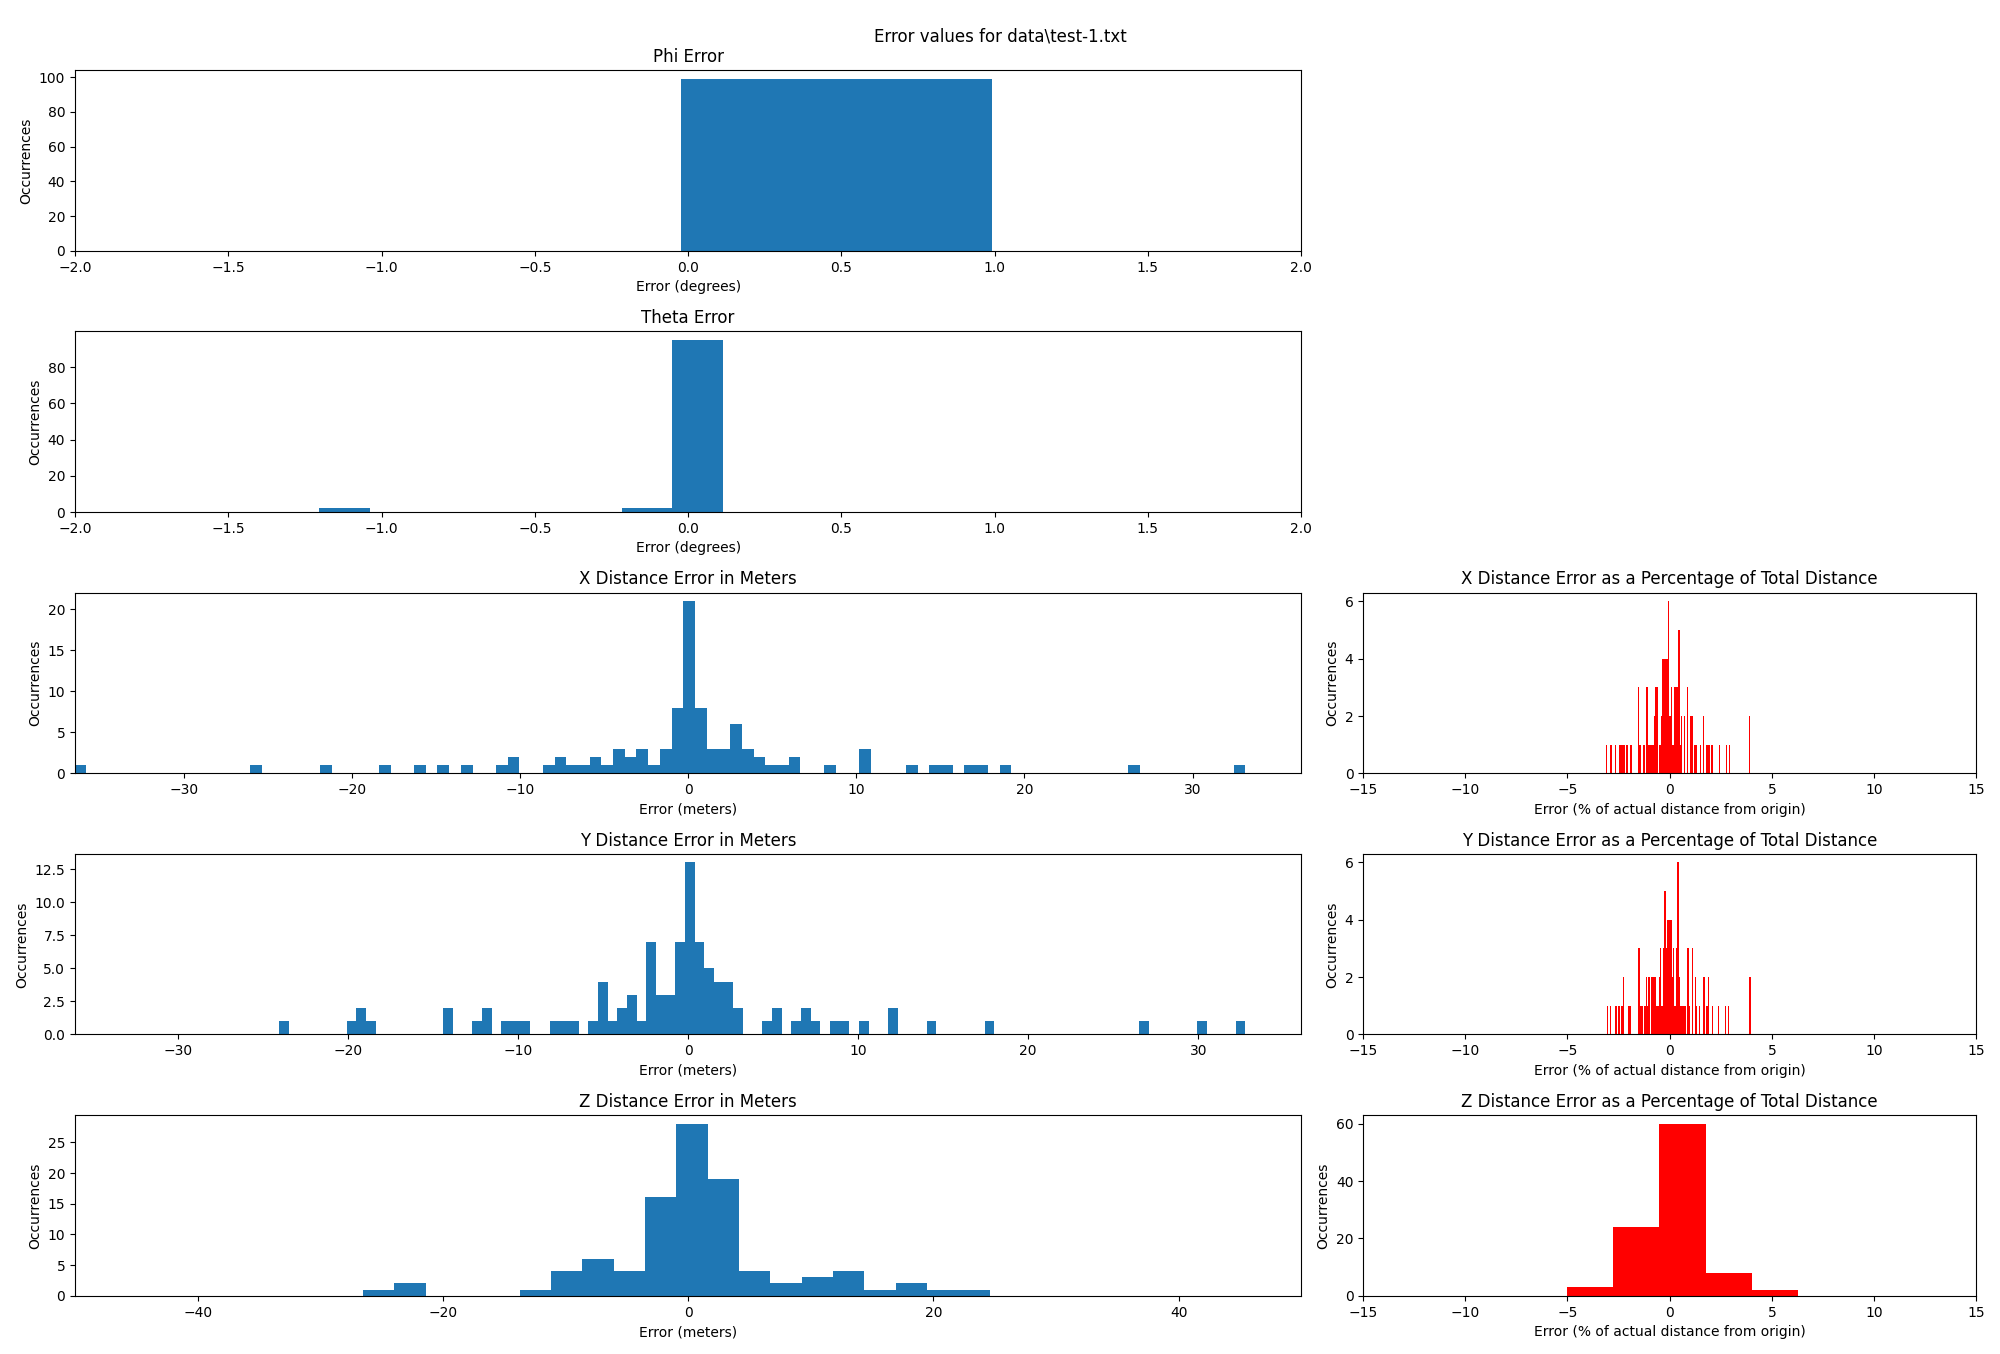 Error values for data\test-1.txt
Phi Error
Occurrences
100
80
60
40
20
0
−2.0 −1.5 −1.0 −0.5 0.0 0.5 1.0 1.5 2.0
Error (degrees)
Theta Error
Occurrences
80
60
40
20
0
−2.0 −1.5 −1.0 −0.5 0.0 0.5 1.0 1.5 2.0
Error (degrees)
X Distance Error in Meters
Occurrences
20
15
10
5
0
−30 −20 −10 0 10 20 30
Error (meters)
X Distance Error as a Percentage of Total Distance
Occurrences
6
4
2
0
−15 −10 −5 0 5 10 15
Error (% of actual distance from origin)
Y Distance Error in Meters
Occurrences
12.5
10.0
7.5
5.0
2.5
0.0
−30 −20 −10 0 10 20 30
Error (meters)
Y Distance Error as a Percentage of Total Distance
Occurrences
6
4
2
0
−15 −10 −5 0 5 10 15
Error (% of actual distance from origin)
Z Distance Error in Meters
Occurrences
25
20
15
10
5
0
−40 −20 0 20 40
Error (meters)
Z Distance Error as a Percentage of Total Distance
Occurrences
60
40
20
0
−15 −10 −5 0 5 10 15
Error (% of actual distance from origin)